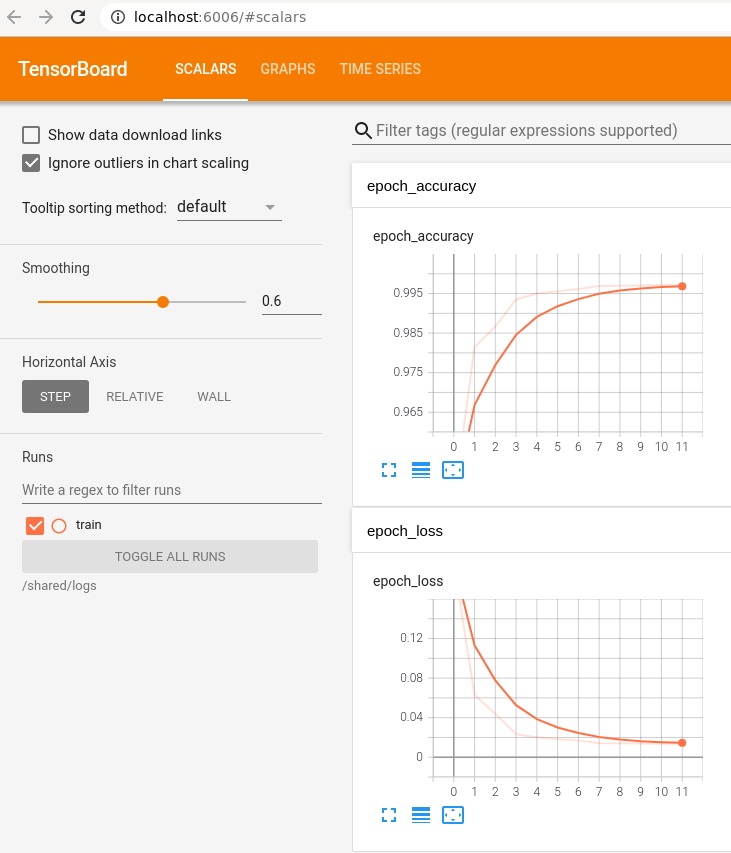 localhost:6006/#scalars
TensorBoard SCALARS GRAPHS TIME SERIES
Show data download links
Ignore outliers in chart scaling
Tooltip sorting method: default
Smoothing
0.6
Horizontal Axis
STEP RELATIVE WALL
Runs
Write a regex to filter runs
train
TOGGLE ALL RUNS
/shared/logs
Filter tags (regular expressions supported)
epoch_accuracy
epoch_accuracy
0.995
0.985
0.975
0.965
0 1 2 3 4 5 6 7 8 9 10 11
epoch_loss
epoch_loss
0.12
0.08
0.04
0
0 1 2 3 4 5 6 7 8 9 10 11